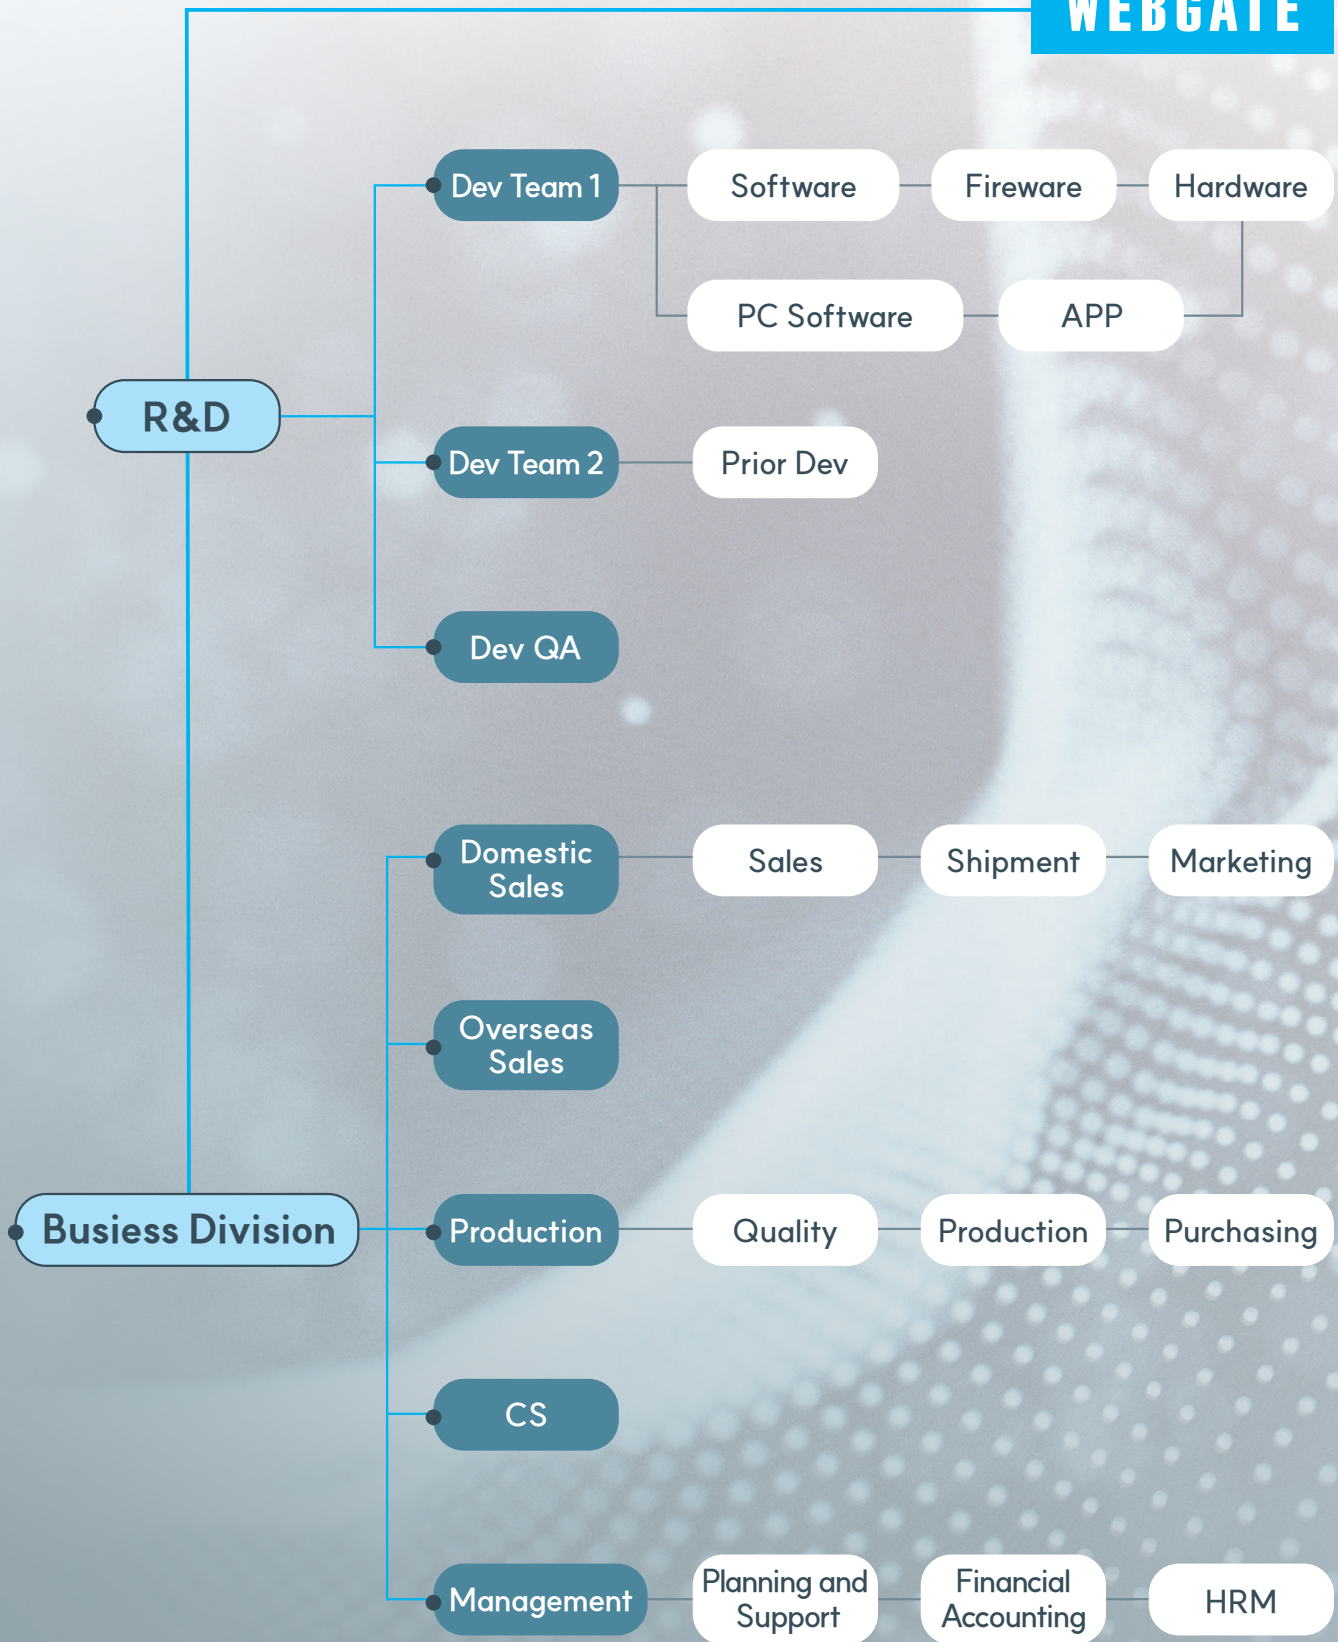 WEBGATE
Dev Team 1
Software
Fireware
Hardware
PC Software
APP
R&D
Dev Team 2
Prior Dev
Dev QA
Domestic
Sales
Sales
Shipment
Marketing
Overseas
Sales
Busiess Division
Production
Quality
Production
Purchasing
CS
Management
Planning and
Support
Financial
Accounting
HRM